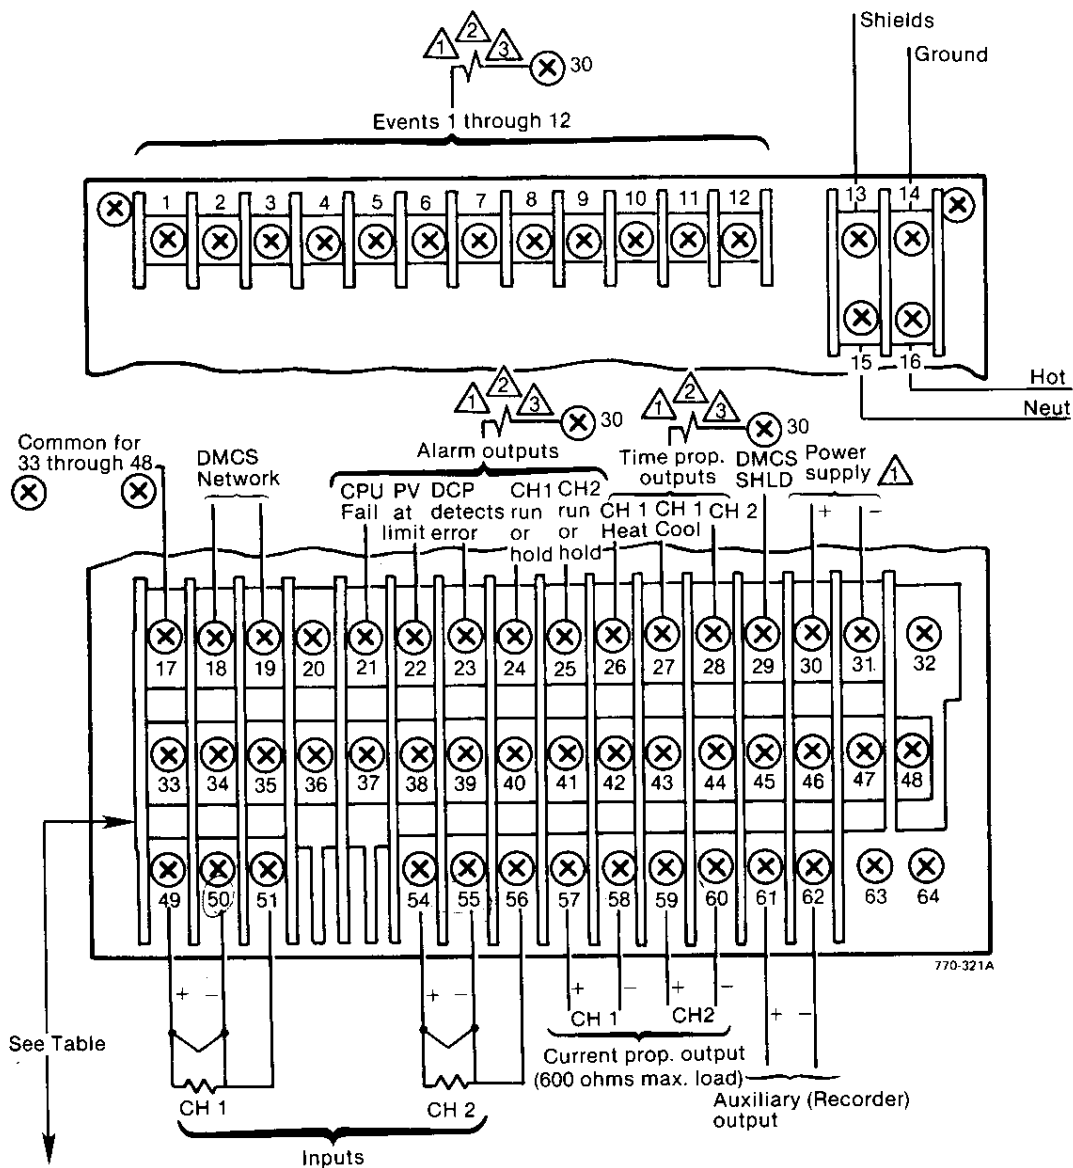 Shields
Ground
1 2 3
30
Events 1 through 12
1 2 3 4 5 6 7 8 9 10 11 12
13 14
15 16
Hot
Neut
1 2 3
30
1 2 3
30
Common for
33 through 48
DMCS
Network
Alarm outputs
CPU
Fail
PV
at
limit
DCP
detects
error
CH1
run
or
hold
CH2
run
or
hold
Time prop.
outputs
CH 1
Heat
CH 1
Cool
CH 2
DMCS
SHLD
Power
supply
1
+ −
17 18 19 20 21 22 23 24 25 26 27 28 29 30 31 32
33 34 35 36 37 38 39 40 41 42 43 44 45 46 47 48
49 50 51 54 55 56 57 58 59 60 61 62 63 64
770-321A
See Table
+ −
CH 1
+ −
CH 2
Inputs
+ −
CH 1
+ −
CH2
Current prop. output
(600 ohms max. load)
+ −
Auxiliary (Recorder)
output